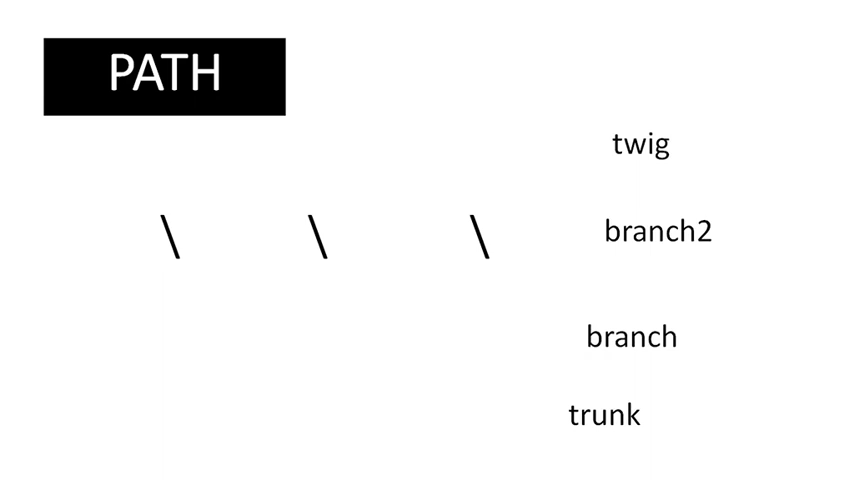 PATH
twig
\ \ \ branch2
branch
trunk